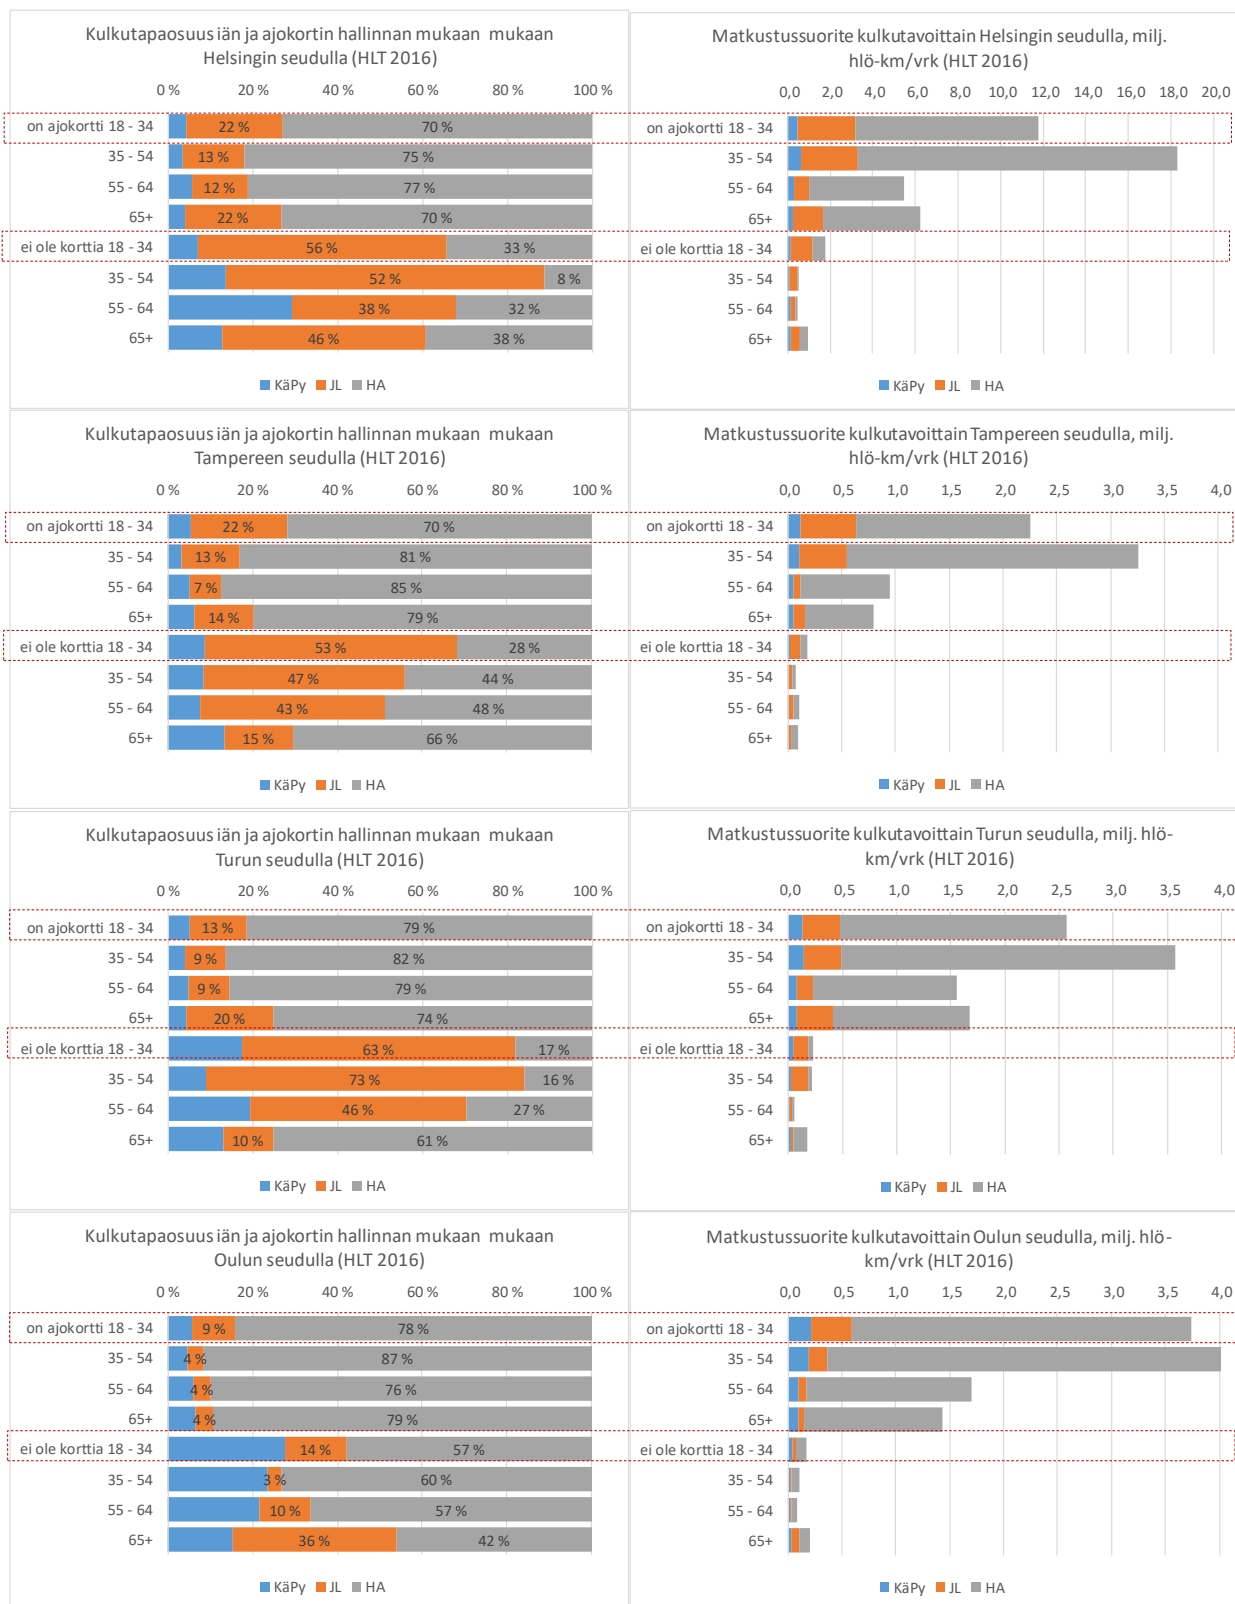 Kulkutapaosuus iän ja ajokortin hallinnan mukaan mukaan
Helsingin seudulla (HLT 2016)
0 % 20 % 40 % 60 % 80 % 100 %
on ajokortti 18 - 34 22 % 70 %
35 - 54 13 % 75 %
55 - 64 12 % 77 %
65+ 22 % 70 %
ei ole korttia 18 - 34 56 % 33 %
35 - 54 52 % 8 %
55 - 64 38 % 32 %
65+ 46 % 38 %
KäPy JL HA
Matkustussuorite kulkutavoittain Helsingin seudulla, milj.
hlö-km/vrk (HLT 2016)
0,0 2,0 4,0 6,0 8,0 10,0 12,0 14,0 16,0 18,0 20,0
on ajokortti 18 - 34
35 - 54
55 - 64
65+
ei ole korttia 18 - 34
35 - 54
55 - 64
65+
KäPy JL HA
Kulkutapaosuus iän ja ajokortin hallinnan mukaan mukaan
Tampereen seudulla (HLT 2016)
0 % 20 % 40 % 60 % 80 % 100 %
on ajokortti 18 - 34 22 % 70 %
35 - 54 13 % 81 %
55 - 64 7 % 85 %
65+ 14 % 79 %
ei ole korttia 18 - 34 53 % 28 %
35 - 54 47 % 44 %
55 - 64 43 % 48 %
65+ 15 % 66 %
KäPy JL HA
Matkustussuorite kulkutavoittain Tampereen seudulla, milj.
hlö-km/vrk (HLT 2016)
0,0 0,5 1,0 1,5 2,0 2,5 3,0 3,5 4,0
on ajokortti 18 - 34
35 - 54
55 - 64
65+
ei ole korttia 18 - 34
35 - 54
55 - 64
65+
KäPy JL HA
Kulkutapaosuus iän ja ajokortin hallinnan mukaan mukaan
Turun seudulla (HLT 2016)
0 % 20 % 40 % 60 % 80 % 100 %
on ajokortti 18 - 34 13 % 79 %
35 - 54 9 % 82 %
55 - 64 9 % 79 %
65+ 20 % 74 %
ei ole korttia 18 - 34 63 % 17 %
35 - 54 73 % 16 %
55 - 64 46 % 27 %
65+ 10 % 61 %
KäPy JL HA
Matkustussuorite kulkutavoittain Turun seudulla, milj. hlö-
km/vrk (HLT 2016)
0,0 0,5 1,0 1,5 2,0 2,5 3,0 3,5 4,0
on ajokortti 18 - 34
35 - 54
55 - 64
65+
ei ole korttia 18 - 34
35 - 54
55 - 64
65+
KäPy JL HA
Kulkutapaosuus iän ja ajokortin hallinnan mukaan mukaan
Oulun seudulla (HLT 2016)
0 % 20 % 40 % 60 % 80 % 100 %
on ajokortti 18 - 34 9 % 78 %
35 - 54 4 % 87 %
55 - 64 4 % 76 %
65+ 4 % 79 %
ei ole korttia 18 - 34 14 % 57 %
35 - 54 3 % 60 %
55 - 64 10 % 57 %
65+ 36 % 42 %
KäPy JL HA
Matkustussuorite kulkutavoittain Oulun seudulla, milj. hlö-
km/vrk (HLT 2016)
0,0 0,5 1,0 1,5 2,0 2,5 3,0 3,5 4,0
on ajokortti 18 - 34
35 - 54
55 - 64
65+
ei ole korttia 18 - 34
35 - 54
55 - 64
65+
KäPy JL HA